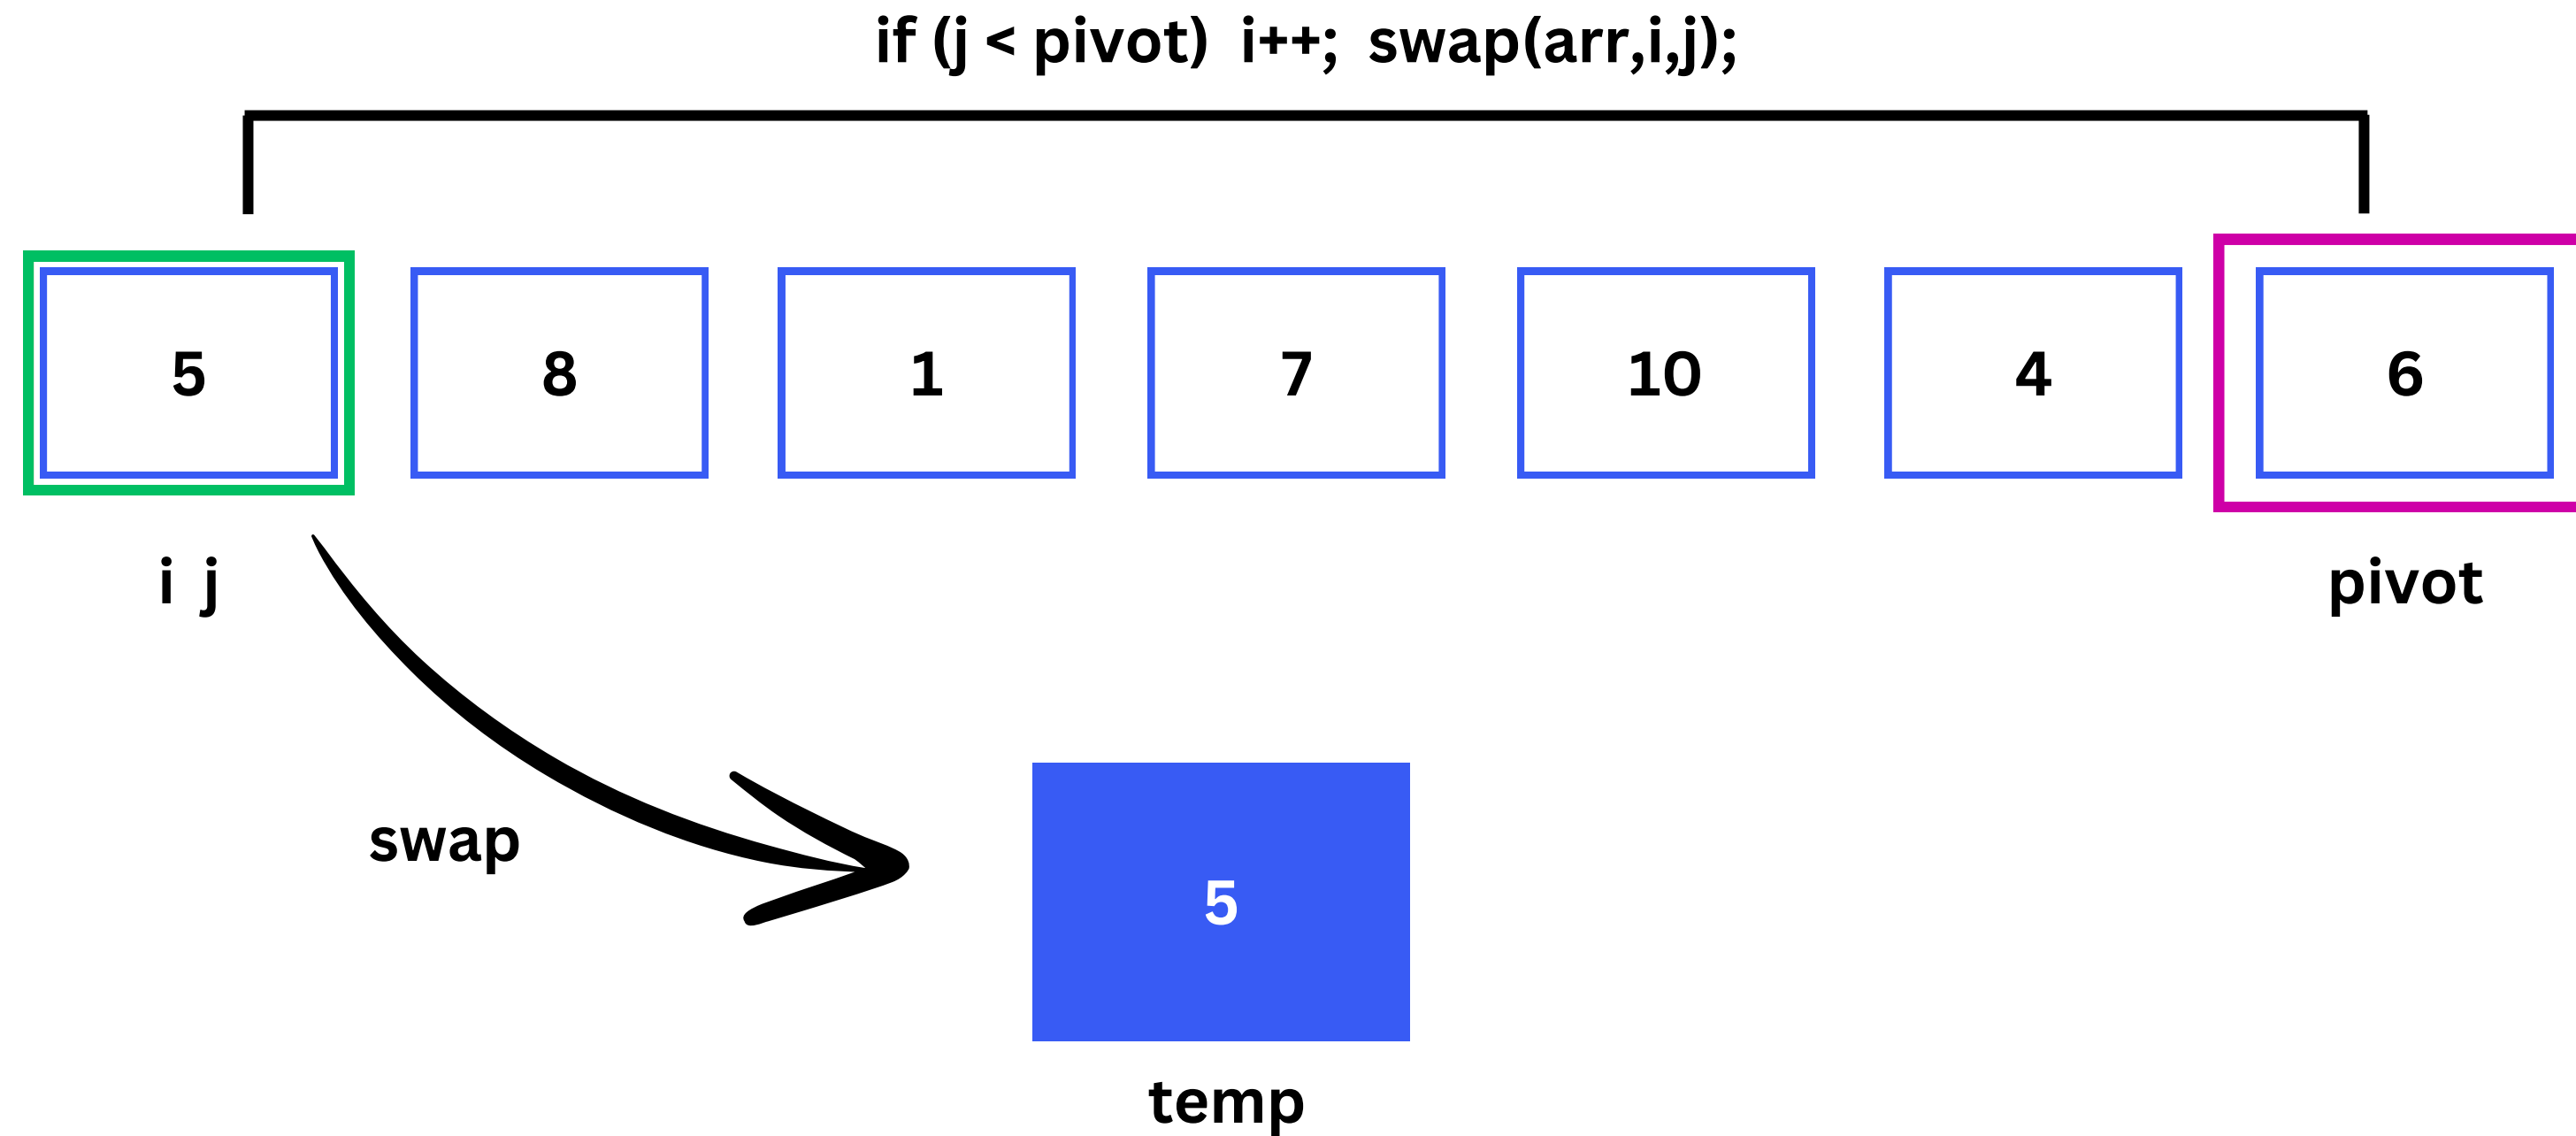 if (j < pivot)  i++;  swap(arr,i,j);
5 8 1 7 10 4 6
i j pivot
swap
5
temp